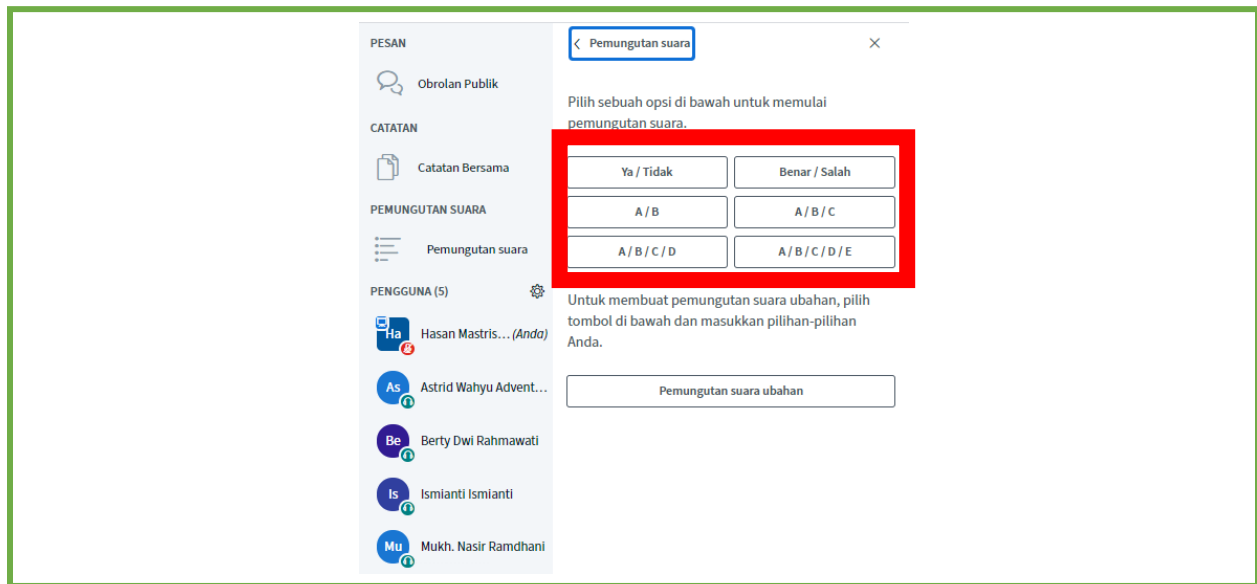 PESAN
Obrolan Publik
CATATAN
Catatan Bersama
PEMUNGUTAN SUARA
Pemungutan suara
PENGGUNA (5)
Ha
Hasan Mastris... (Anda)
As
Astrid Wahyu Advent...
Be
Berty Dwi Rahmawati
Is
Ismianti Ismianti
Mu
Mukh. Nasir Ramdhani
Pemungutan suara
Pilih sebuah opsi di bawah untuk memulai
pemungutan suara.
Ya / Tidak
Benar / Salah
A / B
A / B / C
A / B / C / D
A / B / C / D / E
Untuk membuat pemungutan suara ubahan, pilih
tombol di bawah dan masukkan pilihan-pilihan
Anda.
Pemungutan suara ubahan